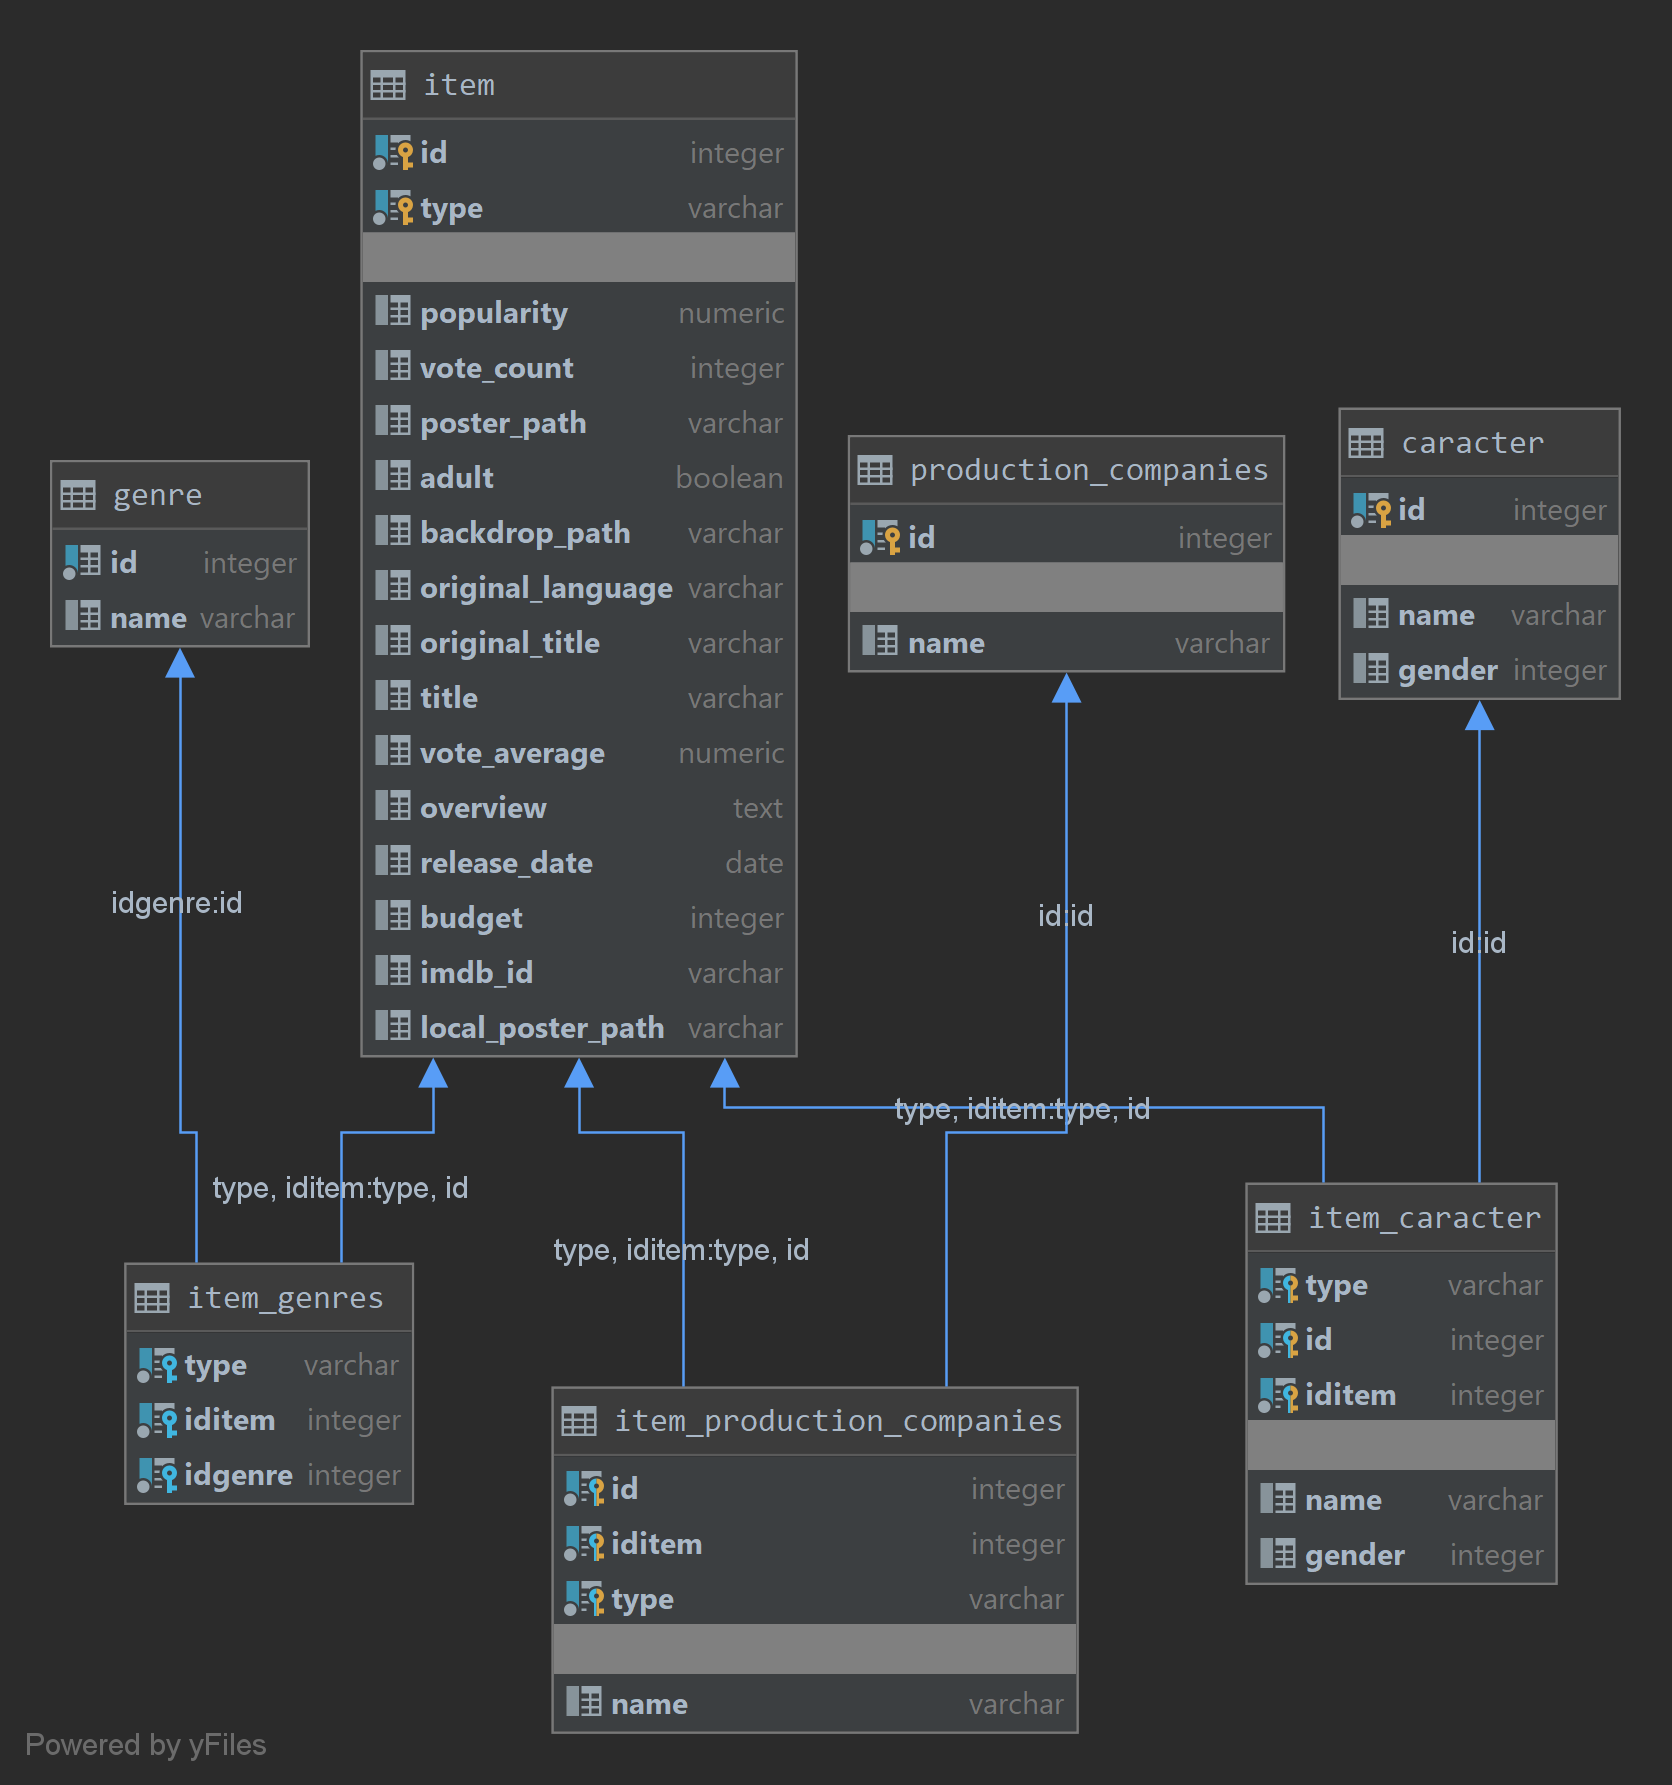 item
id integer
type varchar
popularity numeric
vote_count integer
poster_path varchar
adult boolean
backdrop_path varchar
original_language varchar
original_title varchar
title varchar
vote_average numeric
overview text
release_date date
budget integer
imdb_id varchar
local_poster_path varchar
genre
id integer
name varchar
production_companies
id integer
name varchar
caracter
id integer
name varchar
gender integer
idgenre:id
id:id
id:id
type, iditem:type, id
type, iditem:type, id
type, iditem:type, id
item_genres
type varchar
iditem integer
idgenre integer
item_production_companies
id integer
iditem integer
type varchar
name varchar
item_caracter
type varchar
id integer
iditem integer
name varchar
gender integer
Powered by yFiles